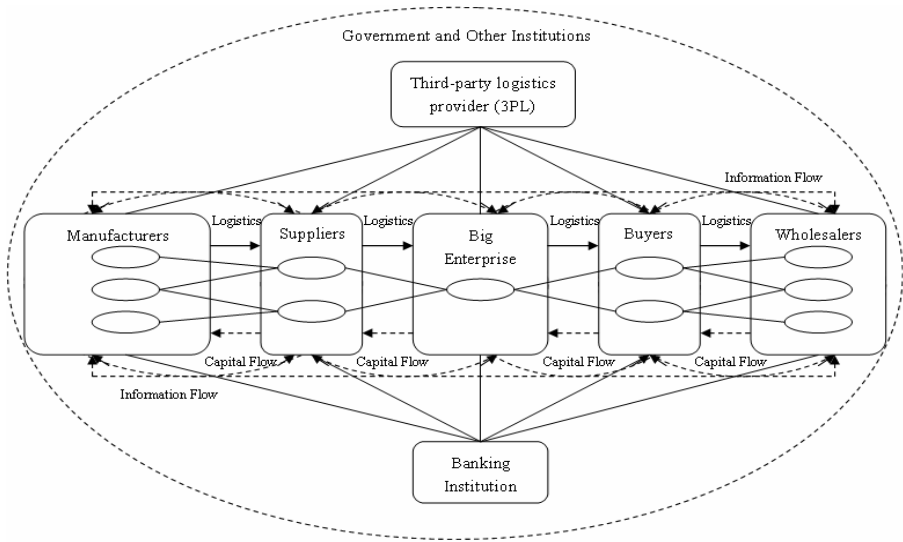 Government and Other Institutions
Third-party logistics
provider (3PL)
Information Flow
Manufacturers
Logistics
Suppliers
Logistics
Big
Enterprise
Logistics
Buyers
Logistics
Wholesalers
Capital Flow
Capital Flow
Capital Flow
Capital Flow
Information Flow
Banking
Institution